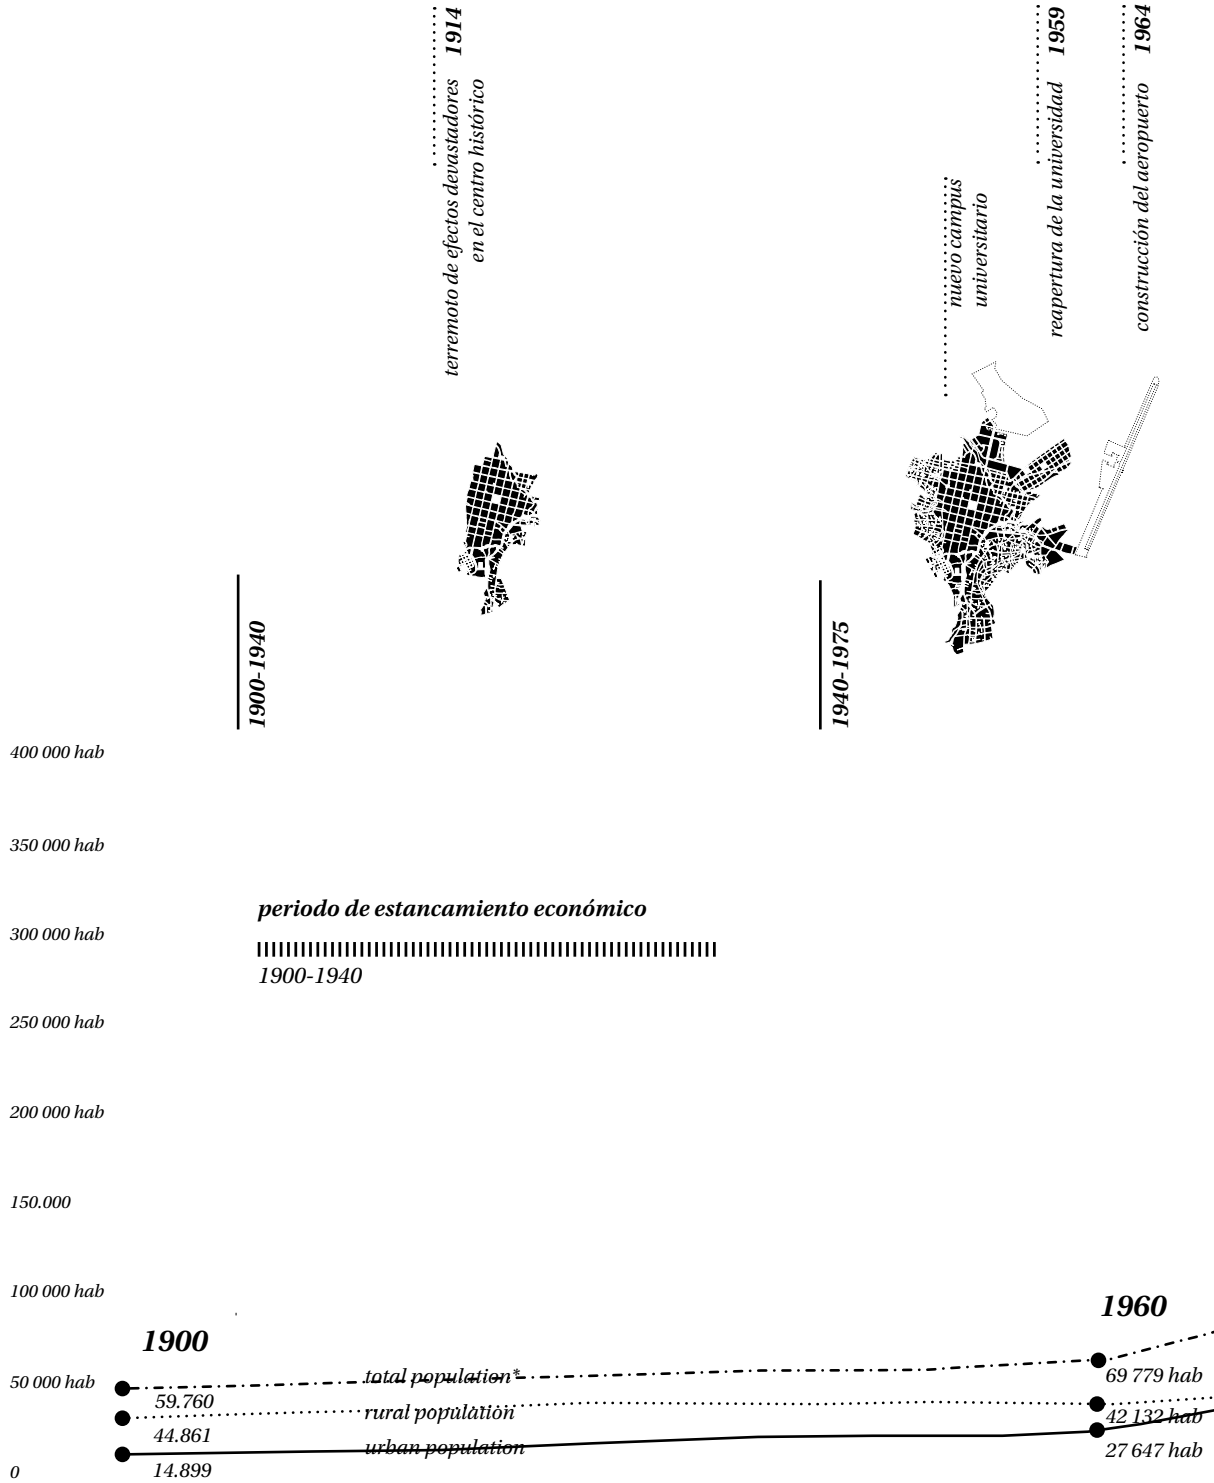 1914
terremoto de efectos devastadores
en el centro histórico
nuevo campus
universitario
1959
reapertura de la universidad
1964
construcción del aeropuerto
1900-1940
1940-1975
400 000 hab
350 000 hab
periodo de estancamiento económico
300 000 hab
1900-1940
250 000 hab
200 000 hab
150.000
100 000 hab
1960
1900
total population*
69 779 hab
50 000 hab
59.760
rural population
42 132 hab
44.861
urban population
27 647 hab
14.899
0